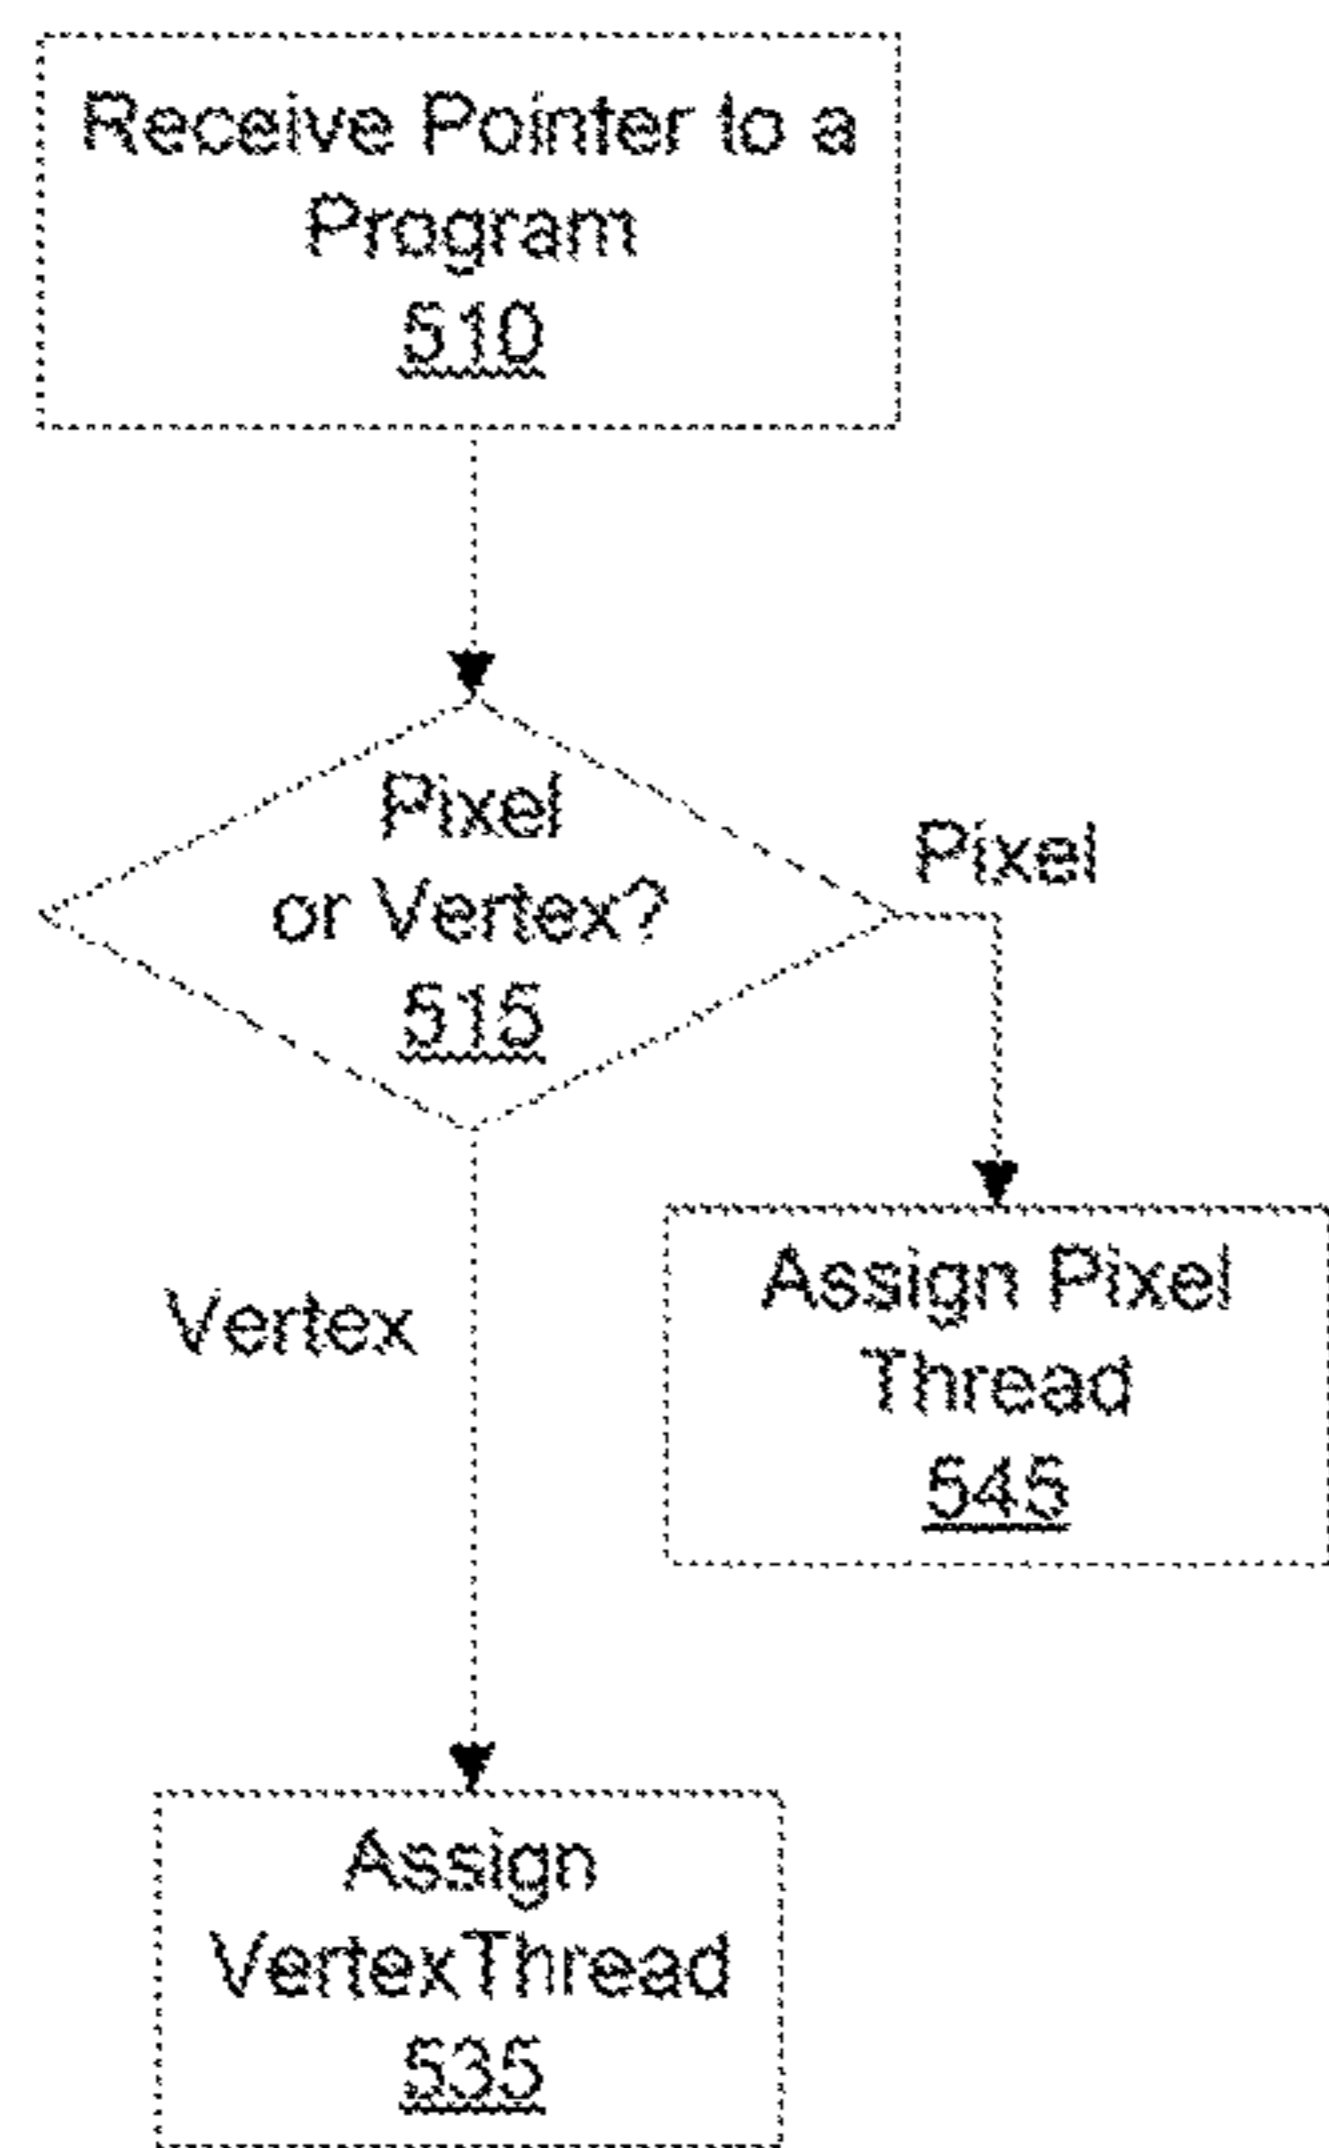 Receive Pointer to a
Program
510
Pixel
or Vertex?
515
Pixel
Vertex
Assign Pixel
Thread
545
Assign
VertexThread
535